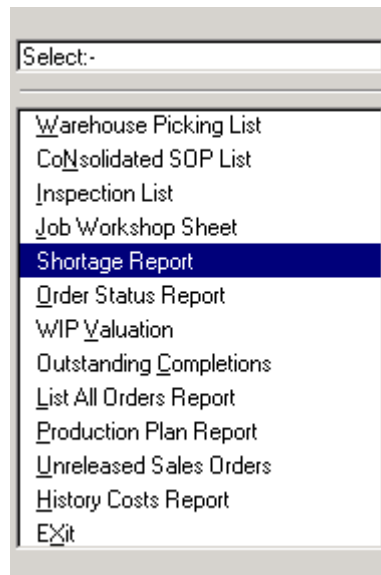 Select:-
Warehouse Picking List
CoNsolidated SOP List
Inspection List
Job Workshop Sheet
Shortage Report
Order Status Report
WIP Valuation
Outstanding Completions
List All Orders Report
Production Plan Report
Unreleased Sales Orders
History Costs Report
EXit